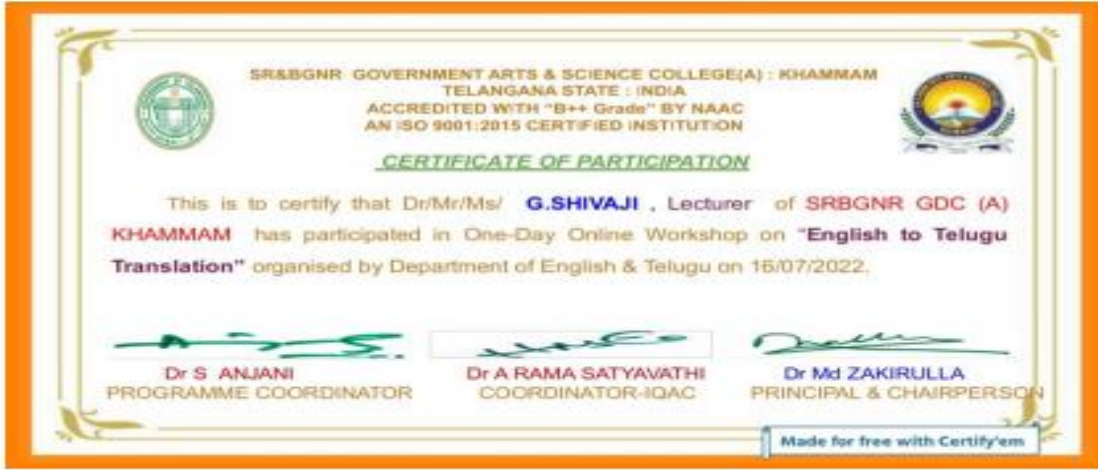 SR&BGNR GOVERNMENT ARTS & SCIENCE COLLEGE(A) : KHAMMAM
TELANGANA STATE : INDIA
ACCREDITED WITH "B++ Grade" BY NAAC
AN ISO 9001:2015 CERTIFIED INSTITUTION
CERTIFICATE OF PARTICIPATION
This is to certify that Dr/Mr/Ms/ G.SHIVAJI , Lecturer of SRBGNR GDC (A)
KHAMMAM has participated in One-Day Online Workshop on "English to Telugu
Translation" organised by Department of English & Telugu on 16/07/2022.
Dr S ANJANI
PROGRAMME COORDINATOR
Dr A RAMA SATYAVATHI
COORDINATOR-IQAC
Dr Md ZAKIRULLA
PRINCIPAL & CHAIRPERSON
Made for free with Certify'em